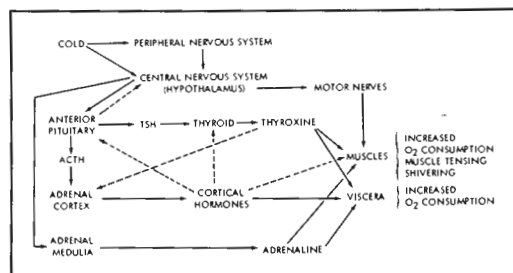 COLD
PERIPHERAL NERVOUS SYSTEM
CENTRAL NERVOUS SYSTEM
(HYPOTHALAMUS)
MOTOR NERVES
ANTERIOR
PITUITARY
TSH
THYROID
THYROXINE
ACTH
MUSCLES
INCREASED
O2 CONSUMPTION
MUSCLE TENSING
SHIVERING
ADRENAL
CORTEX
CORTICAL
HORMONES
VISCERA
INCREASED
O2 CONSUMPTION
ADRENAL
MEDULIA
ADRENALINE